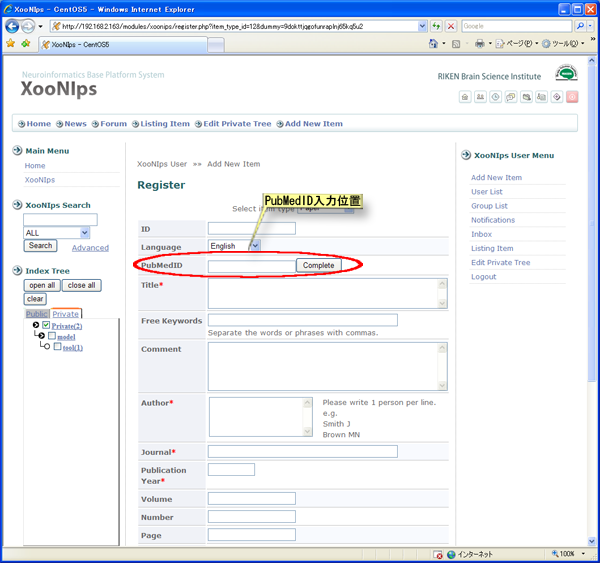 XooNIps - CentOS5 - Windows Internet Explorer
http://192.168.2.163/modules/xoonips/register.php?item_type_id=12&dummy=
Google
XooNIps - CentOS5
ページ(P)
ツール(O)
Neuroinformatics Base Platform System
XooNIps
RIKEN Brain Science Institute
Home News Forum Listing Item Edit Private Tree Add New Item
Main Menu
Home
XooNIps
XooNIps Search
ALL
Search Advanced
Index Tree
open all close all
clear
Public Private
Private(2)
model
tool(1)
XooNIps User »» Add New Item
Register
Select item type Paper
PubMedID入力位置
ID
Language English
PubMedID Complete
Title*
Free Keywords
Separate the words or phrases with commas.
Comment
Author*
Please write 1 person per line.
e.g.
Smith J
Brown MN
Journal*
Publication
Year*
Volume
Number
Page
XooNIps User Menu
Add New Item
User List
Group List
Notifications
Inbox
Listing Item
Edit Private Tree
Logout
インターネット
100%